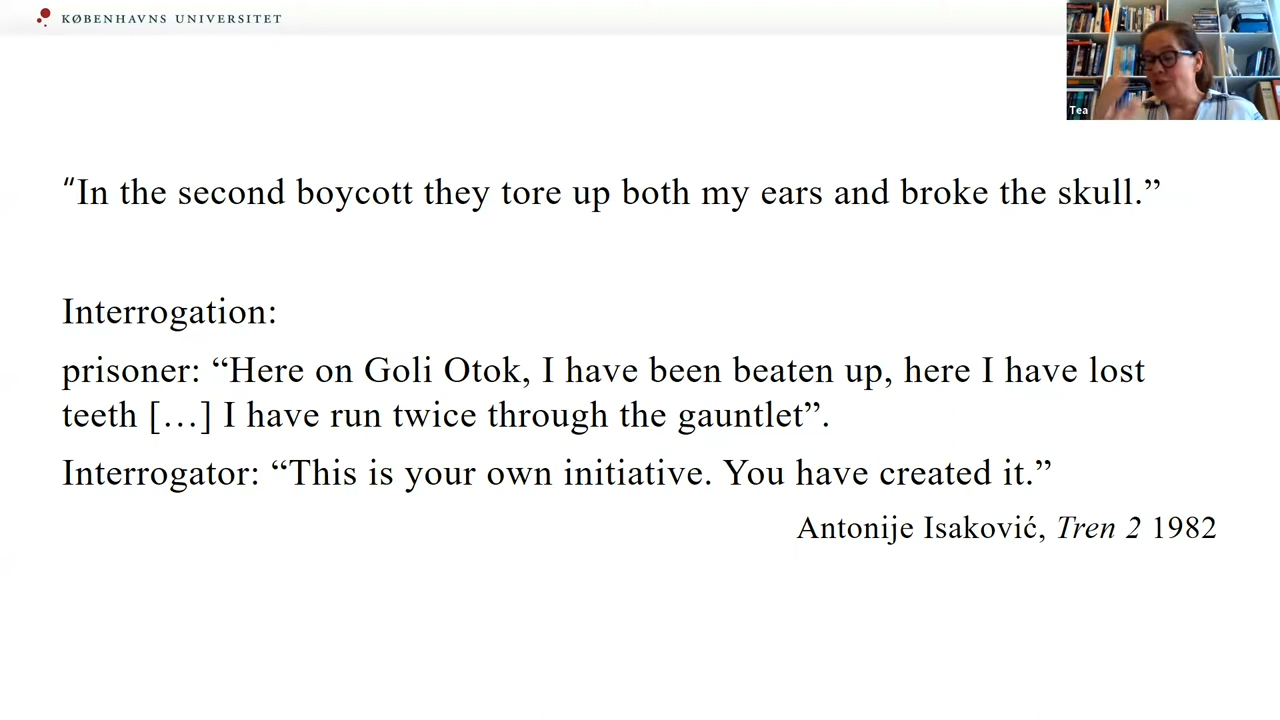 KØBENHAVNS UNIVERSITET
Tea
“In the second boycott they tore up both my ears and broke the skull.”
Interrogation:
prisoner: “Here on Goli Otok, I have been beaten up, here I have lost
teeth […] I have run twice through the gauntlet”.
Interrogator: “This is your own initiative. You have created it.”
Antonije Isaković, Tren 2 1982